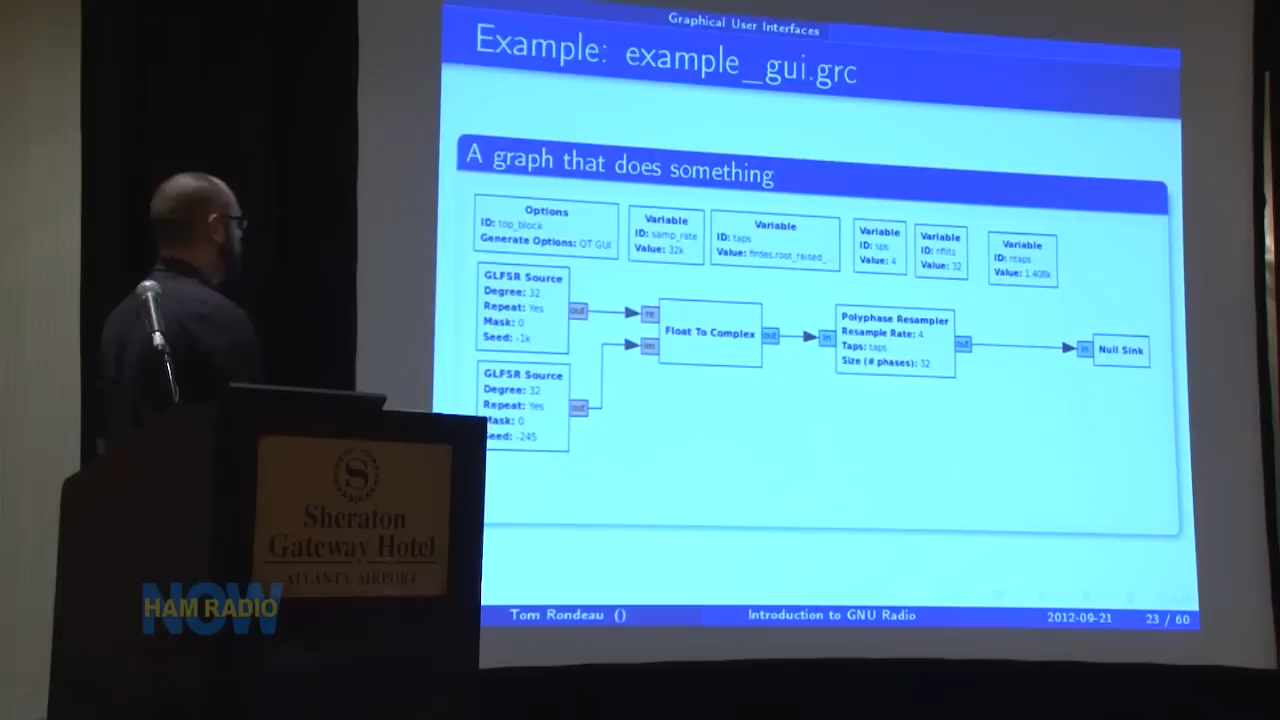 Graphical User Interfaces
Example: example_gui.grc
A graph that does something
Options
ID: top_block
Generate Options: QT GUI
Variable
ID: samp_rate
Value: 32k
Variable
ID: taps
Value: firdes.root_raised_...
Variable
ID: sps
Value: 4
Variable
ID: nfilts
Value: 32
Variable
ID: ntaps
Value: 1.408k
GLFSR Source
Degree: 32
Repeat: Yes
Mask: 0
Seed: -1k
out
re
im
Float To Complex
out
in
Polyphase Resampler
Resample Rate: 4
Taps: taps
Size (# phases): 32
out
in
Null Sink
GLFSR Source
Degree: 32
Repeat: Yes
Mask: 0
Seed: -245
out
S
Sheraton
Gateway Hotel
ATLANTA AIRPORT
NOW
HAM RADIO
Tom Rondeau ()
Introduction to GNU Radio
2012-09-21
23 / 60